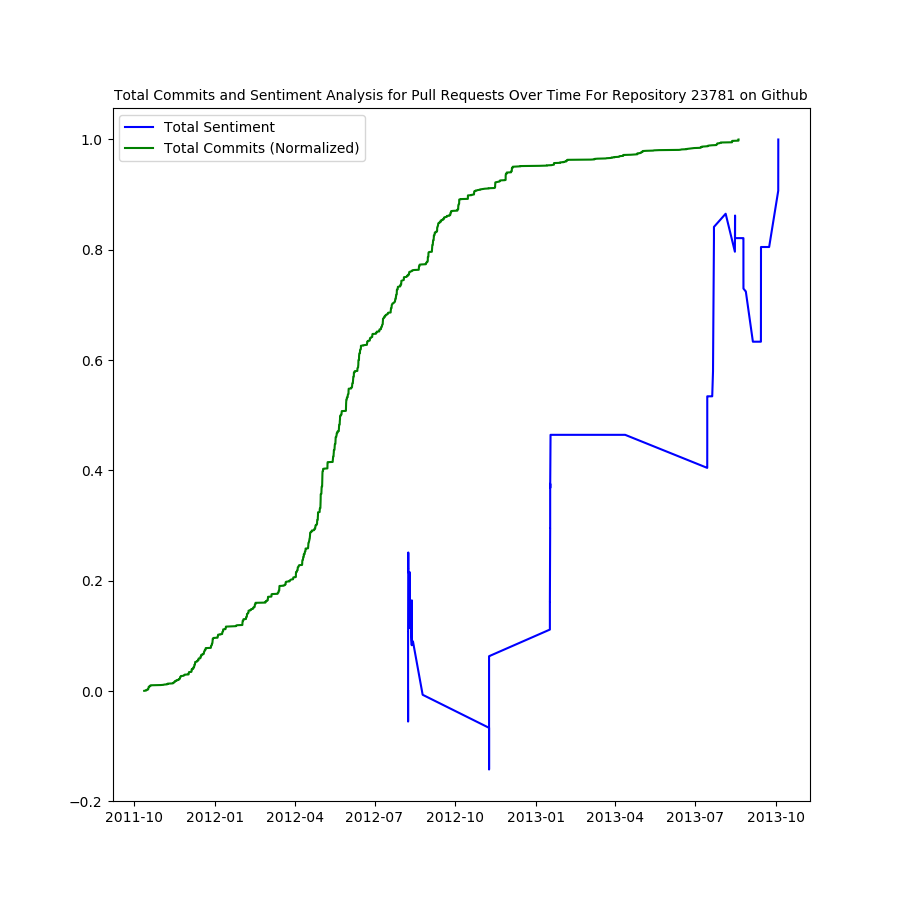 Total Commits and Sentiment Analysis for Pull Requests Over Time For Repository 23781 on Github
Total Sentiment
Total Commits (Normalized)
1.0
0.8
0.6
0.4
0.2
0.0
−0.2
2011-10 2012-01 2012-04 2012-07 2012-10 2013-01 2013-04 2013-07 2013-10